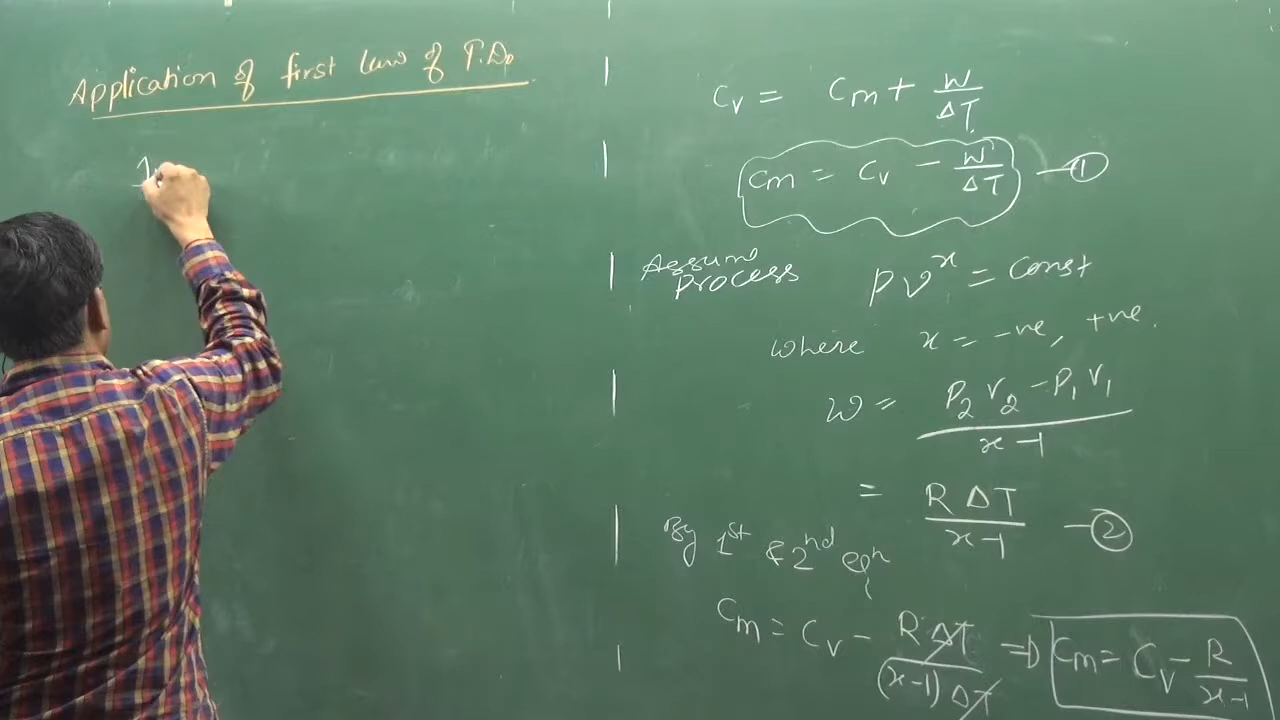 Application of first law of T.D.
1
Cv = Cm + W/ΔT
Cm = Cv − W/ΔT —①
Assume process PV^x = Const
where x = -ve, +ve.
W = (P₂V₂ − P₁V₁)/(x−1)
= RΔT/(x−1) —②
By 1st & 2nd eqn
Cm = Cv − RΔT/((x−1)ΔT) ⇒ Cm = Cv − R/(x−1)